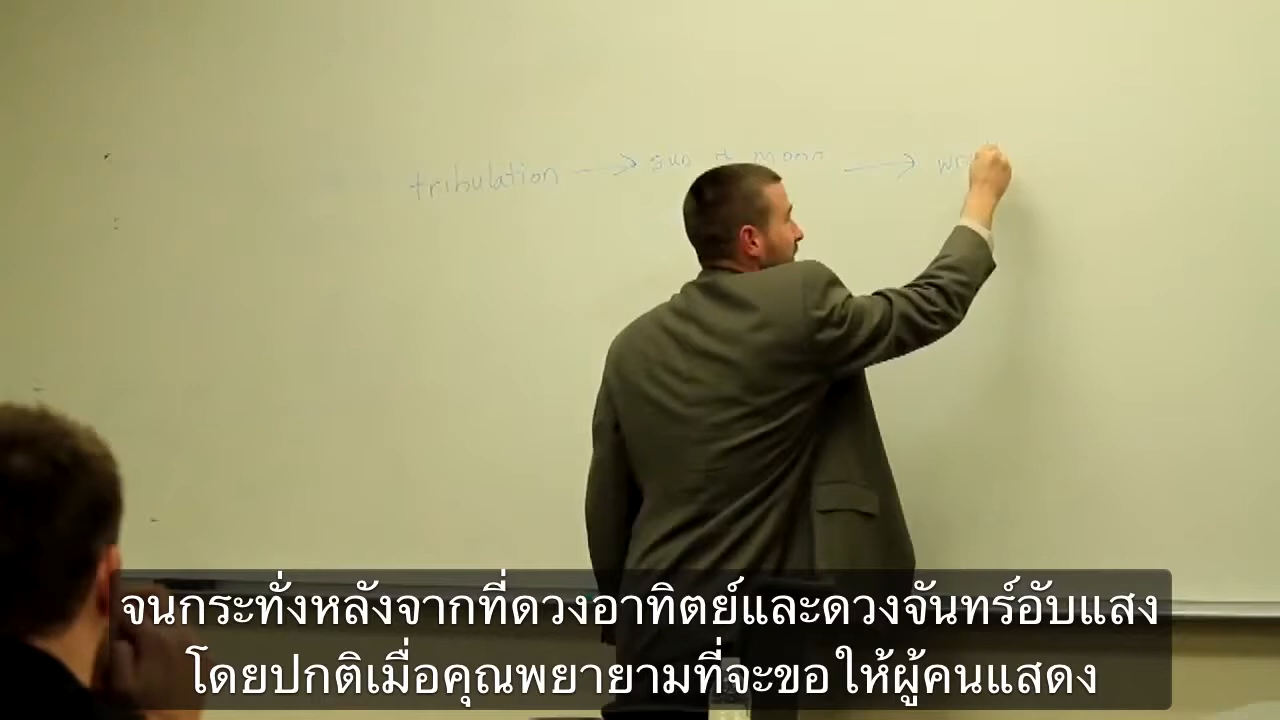 tribulation → sun & moon →
จนกระทั่งหลังจากที่ดวงอาทิตย์และดวงจันทร์อับแสง
โดยปกติเมื่อคุณพยายามที่จะขอให้ผู้คนแสดง